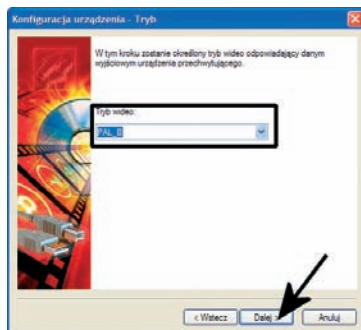 Konfiguracja urządzenia - Tryb
W tym kroku zostanie określony tryb wideo odpowiadający danym
wyjściowym urządzenia przechwytującego.
Tryb wideo:
PAL_B
< Wstecz
Dalej >
Anuluj